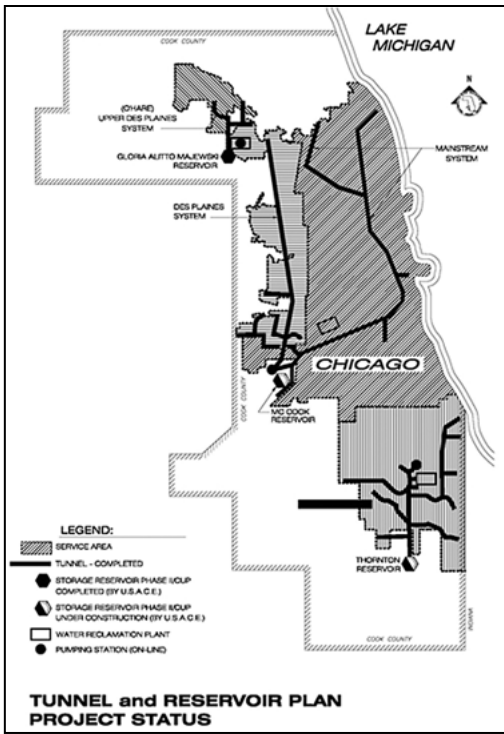 LAKE
MICHIGAN
COOK COUNTY
N
(O'HARE)
UPPER DES PLAINES
SYSTEM
MAINSTREAM
SYSTEM
GLORIA ALITTO MAJEWSKI
RESERVOIR
DES PLAINES
SYSTEM
CHICAGO
COOK COUNTY
MC COOK
RESERVOIR
THORNTON
RESERVOIR
INDIANA
COOK COUNTY
LEGEND:
SERVICE AREA
TUNNEL - COMPLETED
STORAGE RESERVOIR PHASE II/CUP
COMPLETED (BY U.S.A.C.E.)
STORAGE RESERVOIR PHASE II/CUP
UNDER CONSTRUCTION (BY U.S.A.C.E.)
WATER RECLAMATION PLANT
PUMPING STATION (ON-LINE)
TUNNEL and RESERVOIR PLAN
PROJECT STATUS